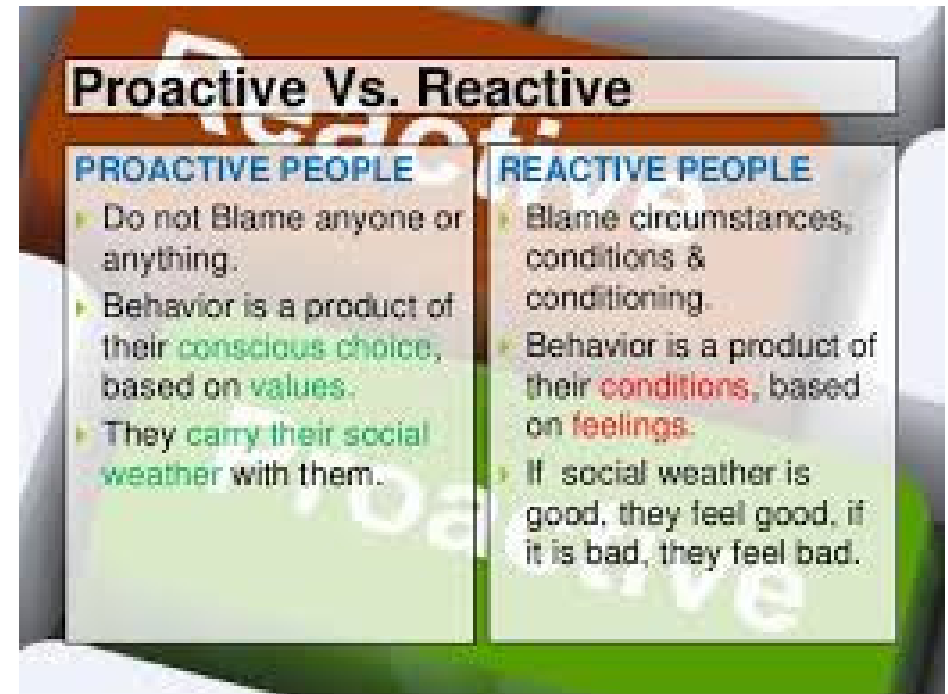 Proactive Vs. Reactive
PROACTIVE PEOPLE
Do not Blame anyone or
anything.
Behavior is a product of
their conscious choice,
based on values.
They carry their social
weather with them.
REACTIVE PEOPLE
Blame circumstances,
conditions &
conditioning.
Behavior is a product of
their conditions, based
on feelings.
If social weather is
good, they feel good, if
it is bad, they feel bad.
Reactive
Proactive